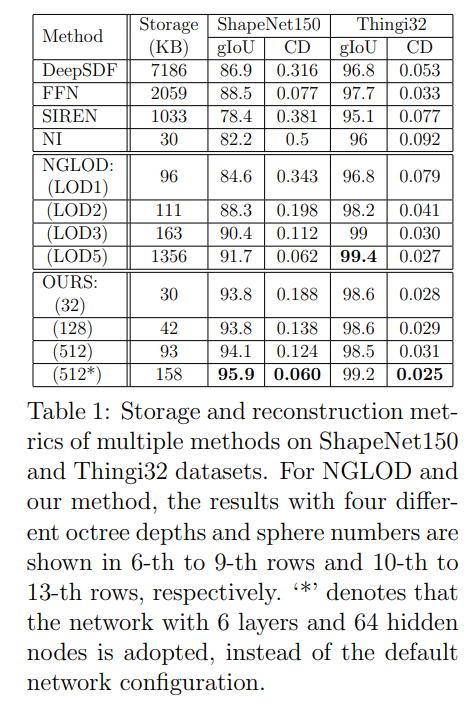 Method Storage (KB) ShapeNet150 Thingi32
gIoU CD gIoU CD
DeepSDF 7186 86.9 0.316 96.8 0.053
FFN 2059 88.5 0.077 97.7 0.033
SIREN 1033 78.4 0.381 95.1 0.077
NI 30 82.2 0.5 96 0.092
NGLOD: (LOD1) 96 84.6 0.343 96.8 0.079
(LOD2) 111 88.3 0.198 98.2 0.041
(LOD3) 163 90.4 0.112 99 0.030
(LOD5) 1356 91.7 0.062 99.4 0.027
OURS: (32) 30 93.8 0.188 98.6 0.028
(128) 42 93.8 0.138 98.6 0.029
(512) 93 94.1 0.124 98.5 0.031
(512*) 158 95.9 0.060 99.2 0.025
Table 1: Storage and reconstruction met-
rics of multiple methods on ShapeNet150
and Thingi32 datasets. For NGLOD and
our method, the results with four differ-
ent octree depths and sphere numbers are
shown in 6-th to 9-th rows and 10-th to
13-th rows, respectively. ‘*’ denotes that
the network with 6 layers and 64 hidden
nodes is adopted, instead of the default
network configuration.